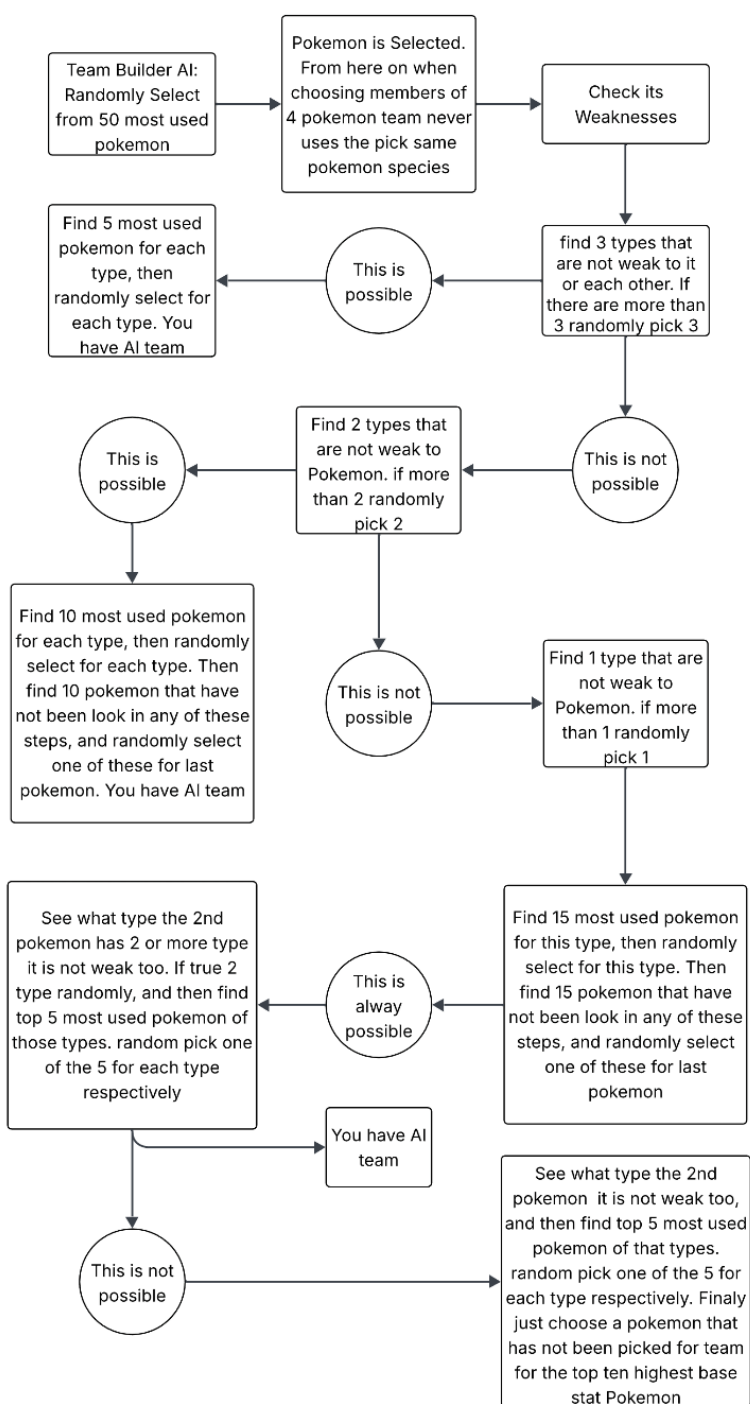 Team Builder AI:
Randomly Select
from 50 most used
pokemon
Pokemon is Selected.
From here on when
choosing members of
4 pokemon team never
uses the pick same
pokemon species
Check its
Weaknesses
Find 5 most used
pokemon for each
type, then
randomly select for
each type. You
have AI team
This is
possible
find 3 types that
are not weak to it
or each other. If
there are more than
3 randomly pick 3
This is
possible
Find 2 types that
are not weak to
Pokemon. if more
than 2 randomly
pick 2
This is not
possible
Find 10 most used pokemon
for each type, then randomly
select for each type. Then
find 10 pokemon that have
not been look in any of these
steps, and randomly select
one of these for last
pokemon. You have AI team
This is not
possible
Find 1 type that are
not weak to
Pokemon. if more
than 1 randomly
pick 1
See what type the 2nd
pokemon has 2 or more type
it is not weak too. If true 2
type randomly, and then find
top 5 most used pokemon of
those types. random pick one
of the 5 for each type
respectively
This is
alway
possible
Find 15 most used pokemon
for this type, then randomly
select for this type. Then
find 15 pokemon that have
not been look in any of these
steps, and randomly select
one of these for last
pokemon
You have AI
team
This is not
possible
See what type the 2nd
pokemon it is not weak too,
and then find top 5 most used
pokemon of that types.
random pick one of the 5 for
each type respectively. Finaly
just choose a pokemon that
has not been picked for team
for the top ten highest base
stat Pokemon